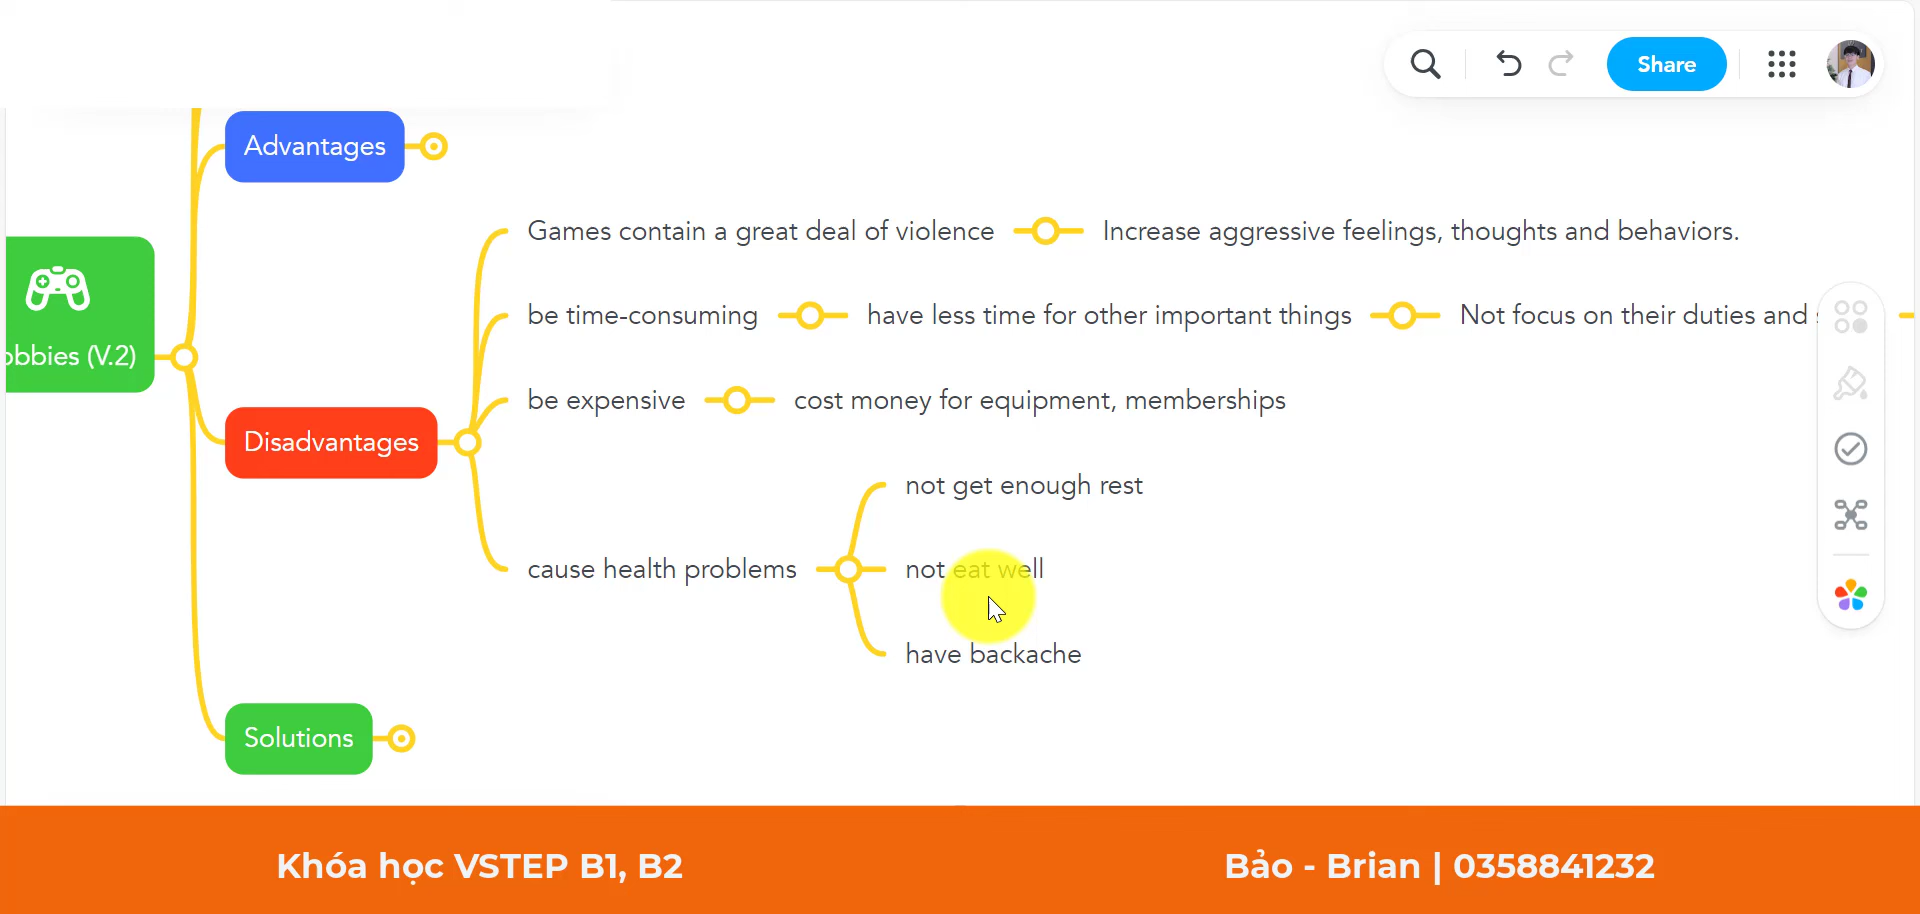 Share
Advantages
Games contain a great deal of violence
Increase aggressive feelings, thoughts and behaviors.
be time-consuming
have less time for other important things
Not focus on their duties and
obbies (V.2)
be expensive
cost money for equipment, memberships
Disadvantages
not get enough rest
cause health problems
not eat well
have backache
Solutions
Khóa học VSTEP B1, B2
Bảo - Brian | 0358841232